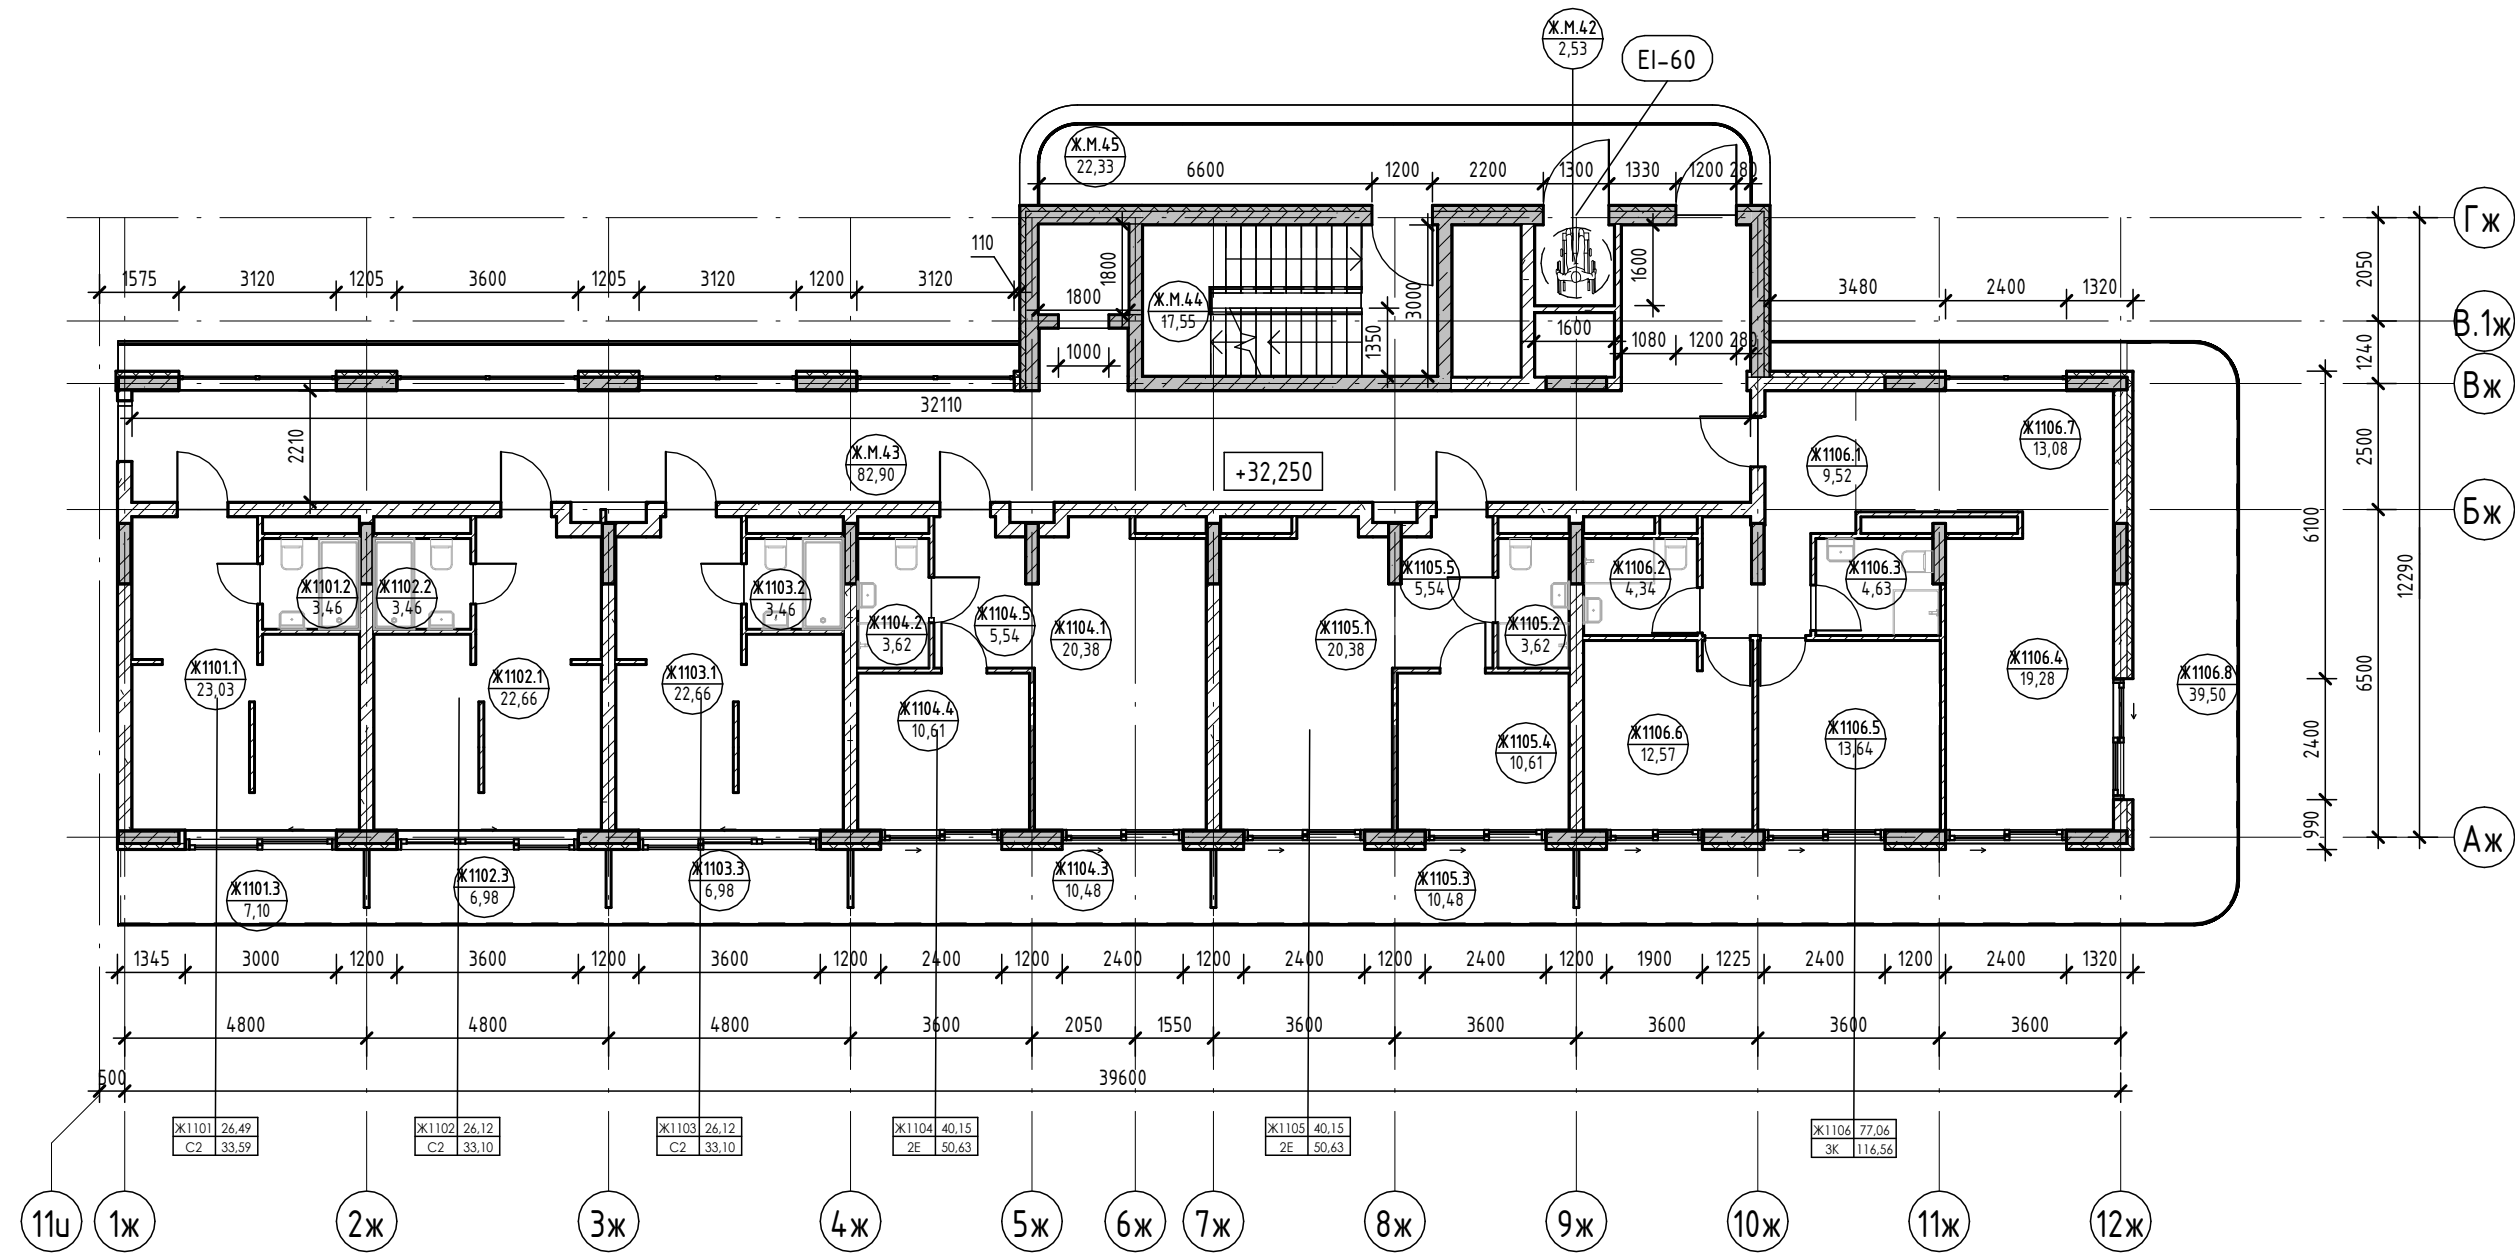 Ж.М.42
2,53
EI-60
Ж.М.45
22,33
6600
1200
2200
1300
1330
1200
280
Гж
110
1575
3120
1205
3600
1205
3120
1200
3120
1800
1800
Ж.М.44
17,55
3000
1350
1600
1600
3480
2400
1320
2050
В.1ж
1000
1080
1200
280
1240
Вж
32110
2210
Ж.М.43
82,90
+32,250
Ж1106.1
9,52
Ж1106.7
13,08
2500
6100
Бж
12290
Ж1101.2
3,46
Ж1102.2
3,46
Ж1103.2
3,46
Ж1104.2
3,62
Ж1104.5
5,54
Ж1104.1
20,38
Ж1105.1
20,38
Ж1105.5
5,54
Ж1105.2
3,62
Ж1106.2
4,34
Ж1106.3
4,63
Ж1101.1
23,03
Ж1102.1
22,66
Ж1103.1
22,66
Ж1104.4
10,61
Ж1105.4
10,61
Ж1106.6
12,57
Ж1106.5
13,64
Ж1106.4
19,28
Ж1106.8
39,50
6500
2400
990
Аж
Ж1101.3
7,10
Ж1102.3
6,98
Ж1103.3
6,98
Ж1104.3
10,48
Ж1105.3
10,48
1345
3000
1200
3600
1200
3600
1200
2400
1200
2400
1200
2400
1200
2400
1200
1900
1225
2400
1200
2400
1320
4800
4800
4800
3600
2050
1550
3600
3600
3600
3600
3600
500
39600
Ж1101 26,49
С2 33,59
Ж1102 26,12
С2 33,10
Ж1103 26,12
С2 33,10
Ж1104 40,15
2Е 50,63
Ж1105 40,15
2Е 50,63
Ж1106 77,06
3К 116,56
11и
1ж
2ж
3ж
4ж
5ж
6ж
7ж
8ж
9ж
10ж
11ж
12ж